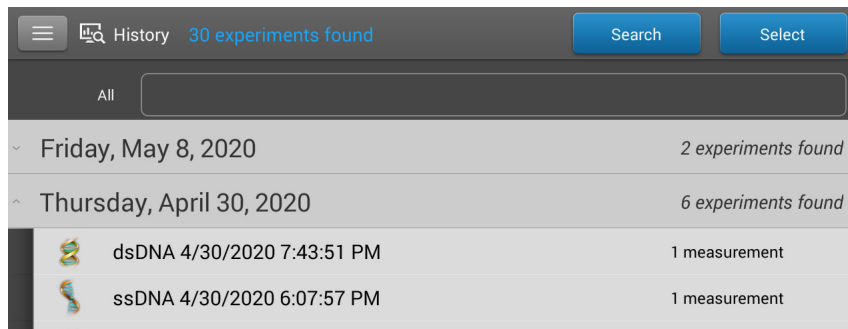 History 30 experiments found Search Select
All
Friday, May 8, 2020 2 experiments found
Thursday, April 30, 2020 6 experiments found
dsDNA 4/30/2020 7:43:51 PM 1 measurement
ssDNA 4/30/2020 6:07:57 PM 1 measurement